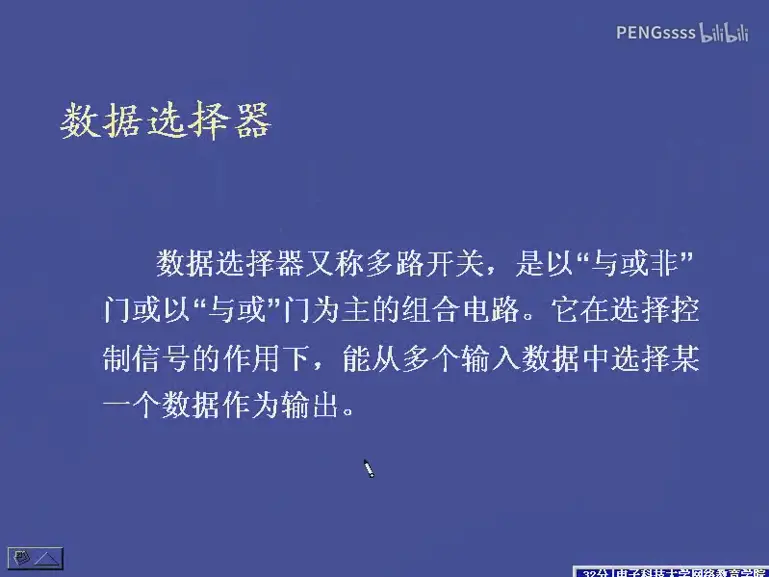 PENGssss bilibili
数据选择器
数据选择器又称多路开关，是以“与或非”
门或以“与或”门为主的组合电路。它在选择控
制信号的作用下，能从多个输入数据中选择某
一个数据作为输出。
32分 电子科技大学网络教育学院